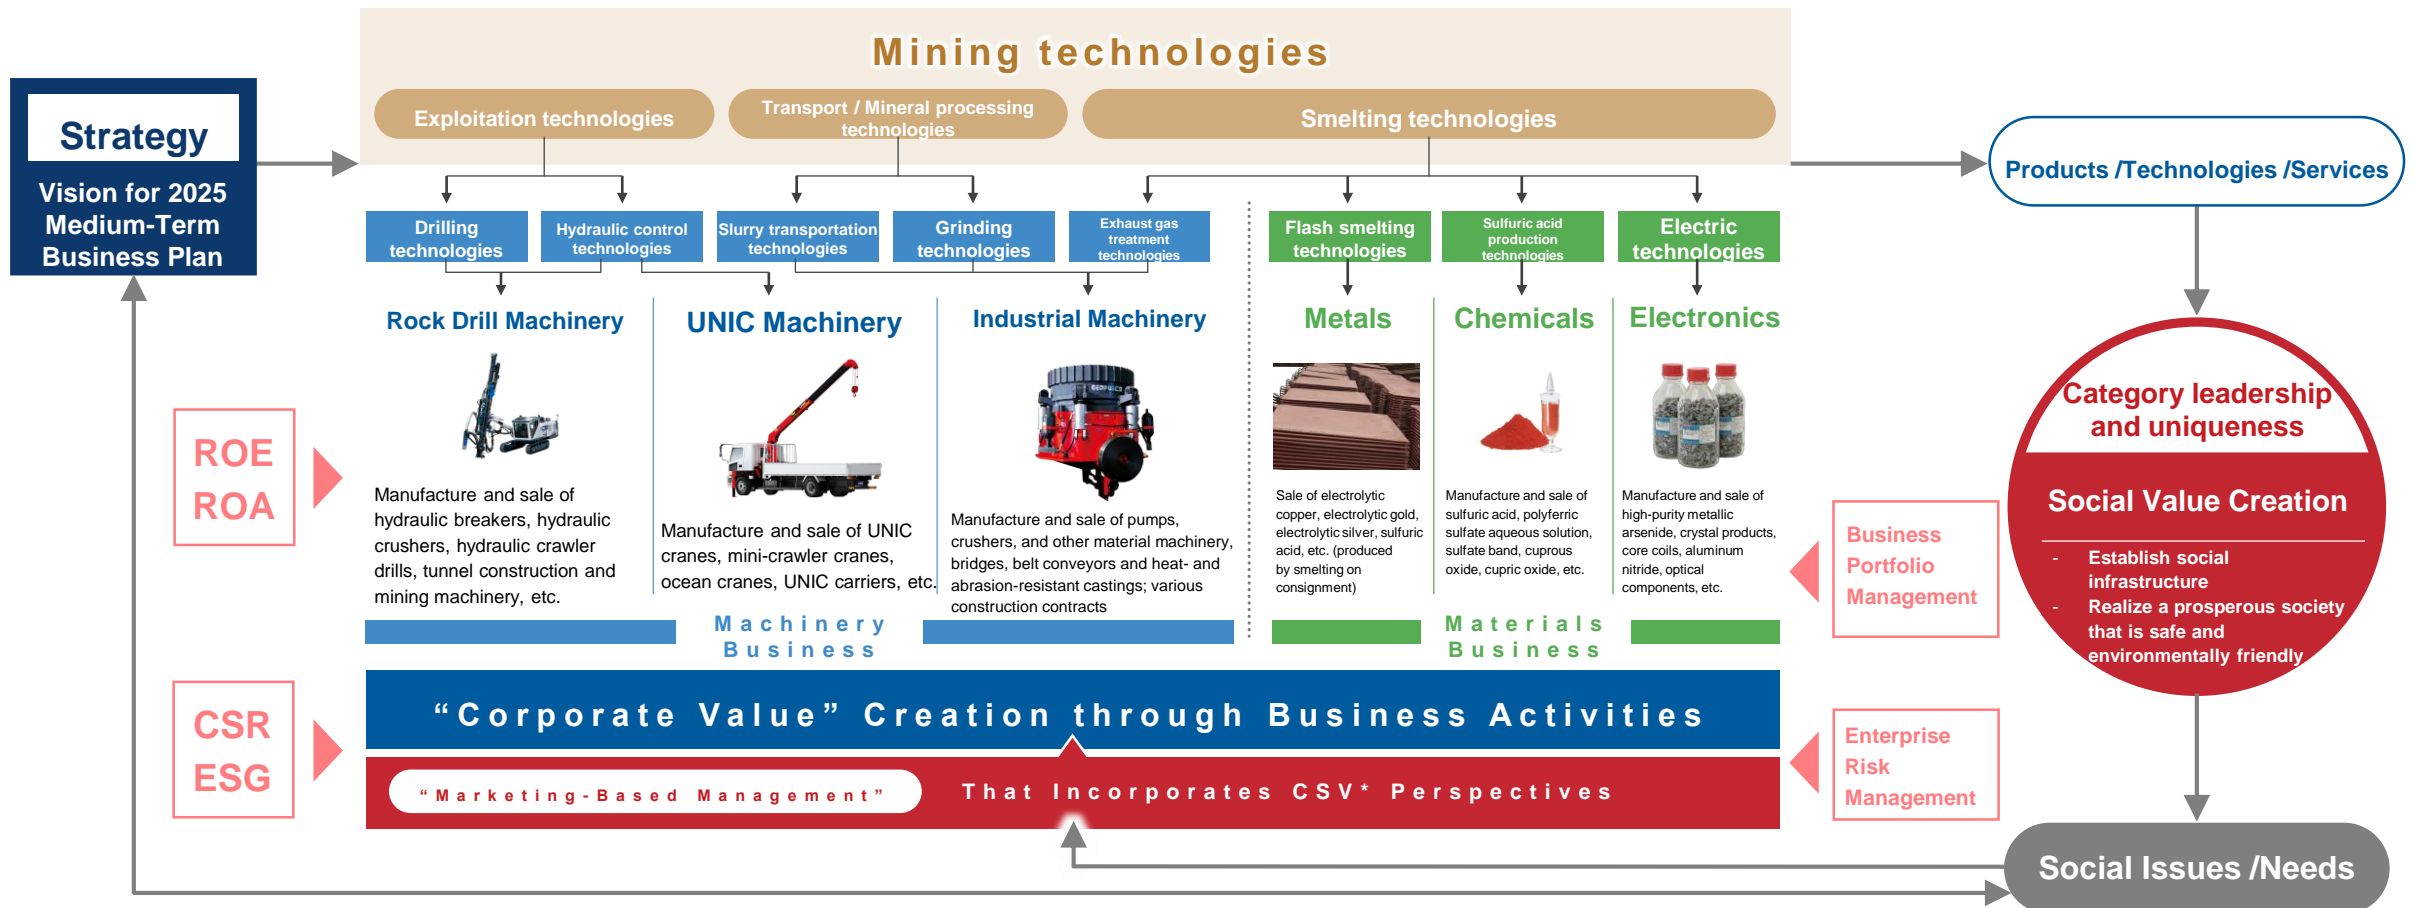 Mining technologies
Strategy
Vision for 2025
Medium-Term
Business Plan
Exploitation technologies
Transport / Mineral processing
technologies
Smelting technologies
Products /Technologies /Services
Drilling
technologies
Hydraulic control
technologies
Slurry transportation
technologies
Grinding
technologies
Exhaust gas
treatment
technologies
Flash smelting
technologies
Sulfuric acid
production
technologies
Electric
technologies
Rock Drill Machinery
UNIC Machinery
Industrial Machinery
Metals
Chemicals
Electronics
Manufacture and sale of
hydraulic breakers, hydraulic
crushers, hydraulic crawler
drills, tunnel construction and
mining machinery, etc.
Manufacture and sale of UNIC
cranes, mini-crawler cranes,
ocean cranes, UNIC carriers, etc.
Manufacture and sale of pumps,
crushers, and other material machinery,
bridges, belt conveyors and heat- and
abrasion-resistant castings; various
construction contracts
Sale of electrolytic
copper, electrolytic gold,
electrolytic silver, sulfuric
acid, etc. (produced
by smelting on
consignment)
Manufacture and sale of
sulfuric acid, polyferric
sulfate aqueous solution,
sulfate band, cuprous
oxide, cupric oxide, etc.
Manufacture and sale of
high-purity metallic
arsenide, crystal products,
core coils, aluminum
nitride, optical
components, etc.
Machinery
Business
Materials
Business
ROE
ROA
CSR
ESG
Business
Portfolio
Management
Enterprise
Risk
Management
Category leadership
and uniqueness
Social Value Creation
- Establish social
infrastructure
- Realize a prosperous society
that is safe and
environmentally friendly
“Corporate Value” Creation through Business Activities
“Marketing-Based Management”
That Incorporates CSV* Perspectives
Social Issues /Needs